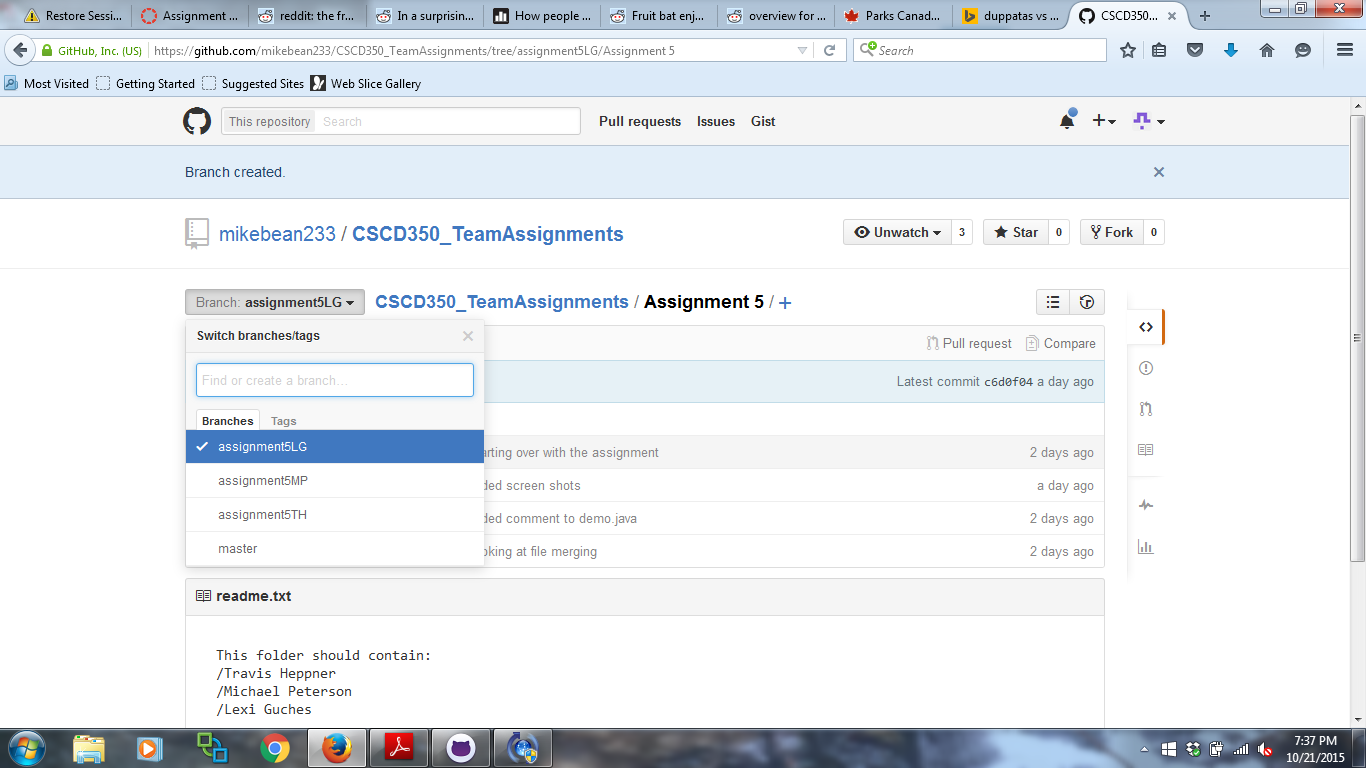 Restore Sessi...
Assignment ...
reddit: the fr...
In a surprisin...
How people ...
Fruit bat enj...
overview for ...
Parks Canad...
duppatas vs ...
CSCD350...
GitHub, Inc. (US)
https://github.com/mikebean233/CSCD350_TeamAssignments/tree/assignment5LG/Assignment 5
Search
Most Visited
Getting Started
Suggested Sites
Web Slice Gallery
This repository
Search
Pull requests
Issues
Gist
Branch created.
mikebean233 / CSCD350_TeamAssignments
Unwatch 3
Star 0
Fork 0
Branch: assignment5LG
CSCD350_TeamAssignments / Assignment 5 / +
Switch branches/tags
Find or create a branch...
Branches
Tags
assignment5LG
assignment5MP
assignment5TH
master
Pull request
Compare
Latest commit c6d0f04 a day ago
arting over with the assignment
2 days ago
ded screen shots
a day ago
ded comment to demo.java
2 days ago
oking at file merging
2 days ago
readme.txt
This folder should contain:
/Travis Heppner
/Michael Peterson
/Lexi Guches
7:37 PM
10/21/2015